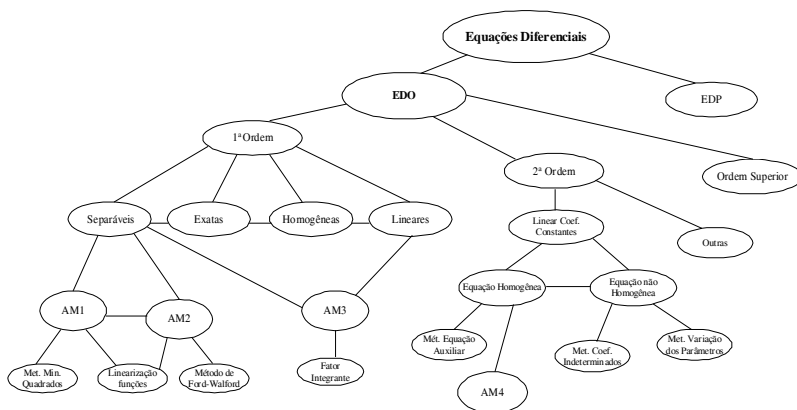 Equações Diferenciais
EDO
EDP
1ª Ordem
2ª Ordem
Ordem Superior
Separáveis
Exatas
Homogêneas
Lineares
Linear Coef.
Constantes
Outras
Equação Homogênea
Equação não
Homogênea
AM1
AM2
AM3
Mét. Equação
Auxiliar
Met. Coef.
Indeterminados
Met. Variação
dos Parâmetros
Met. Min.
Quadrados
Linearização
funções
Método de
Ford-Walford
Fator
Integrante
AM4